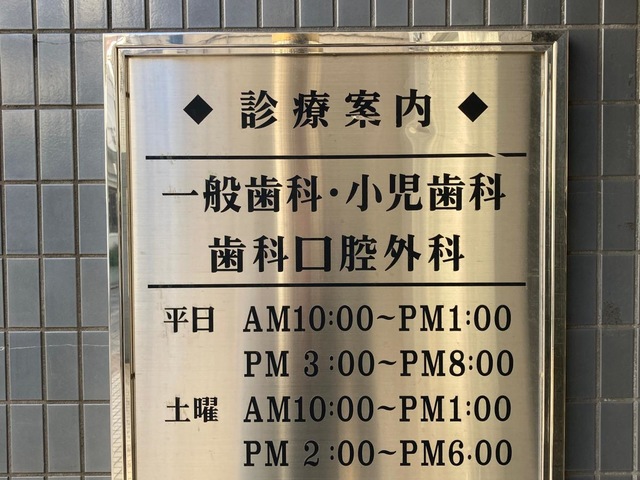 ◆ 診療案内 ◆
一般歯科・小児歯科
歯科口腔外科
平日 AM10:00~PM1:00
PM 3:00~PM8:00
土曜 AM10:00~PM1:00
PM 2:00~PM6:00